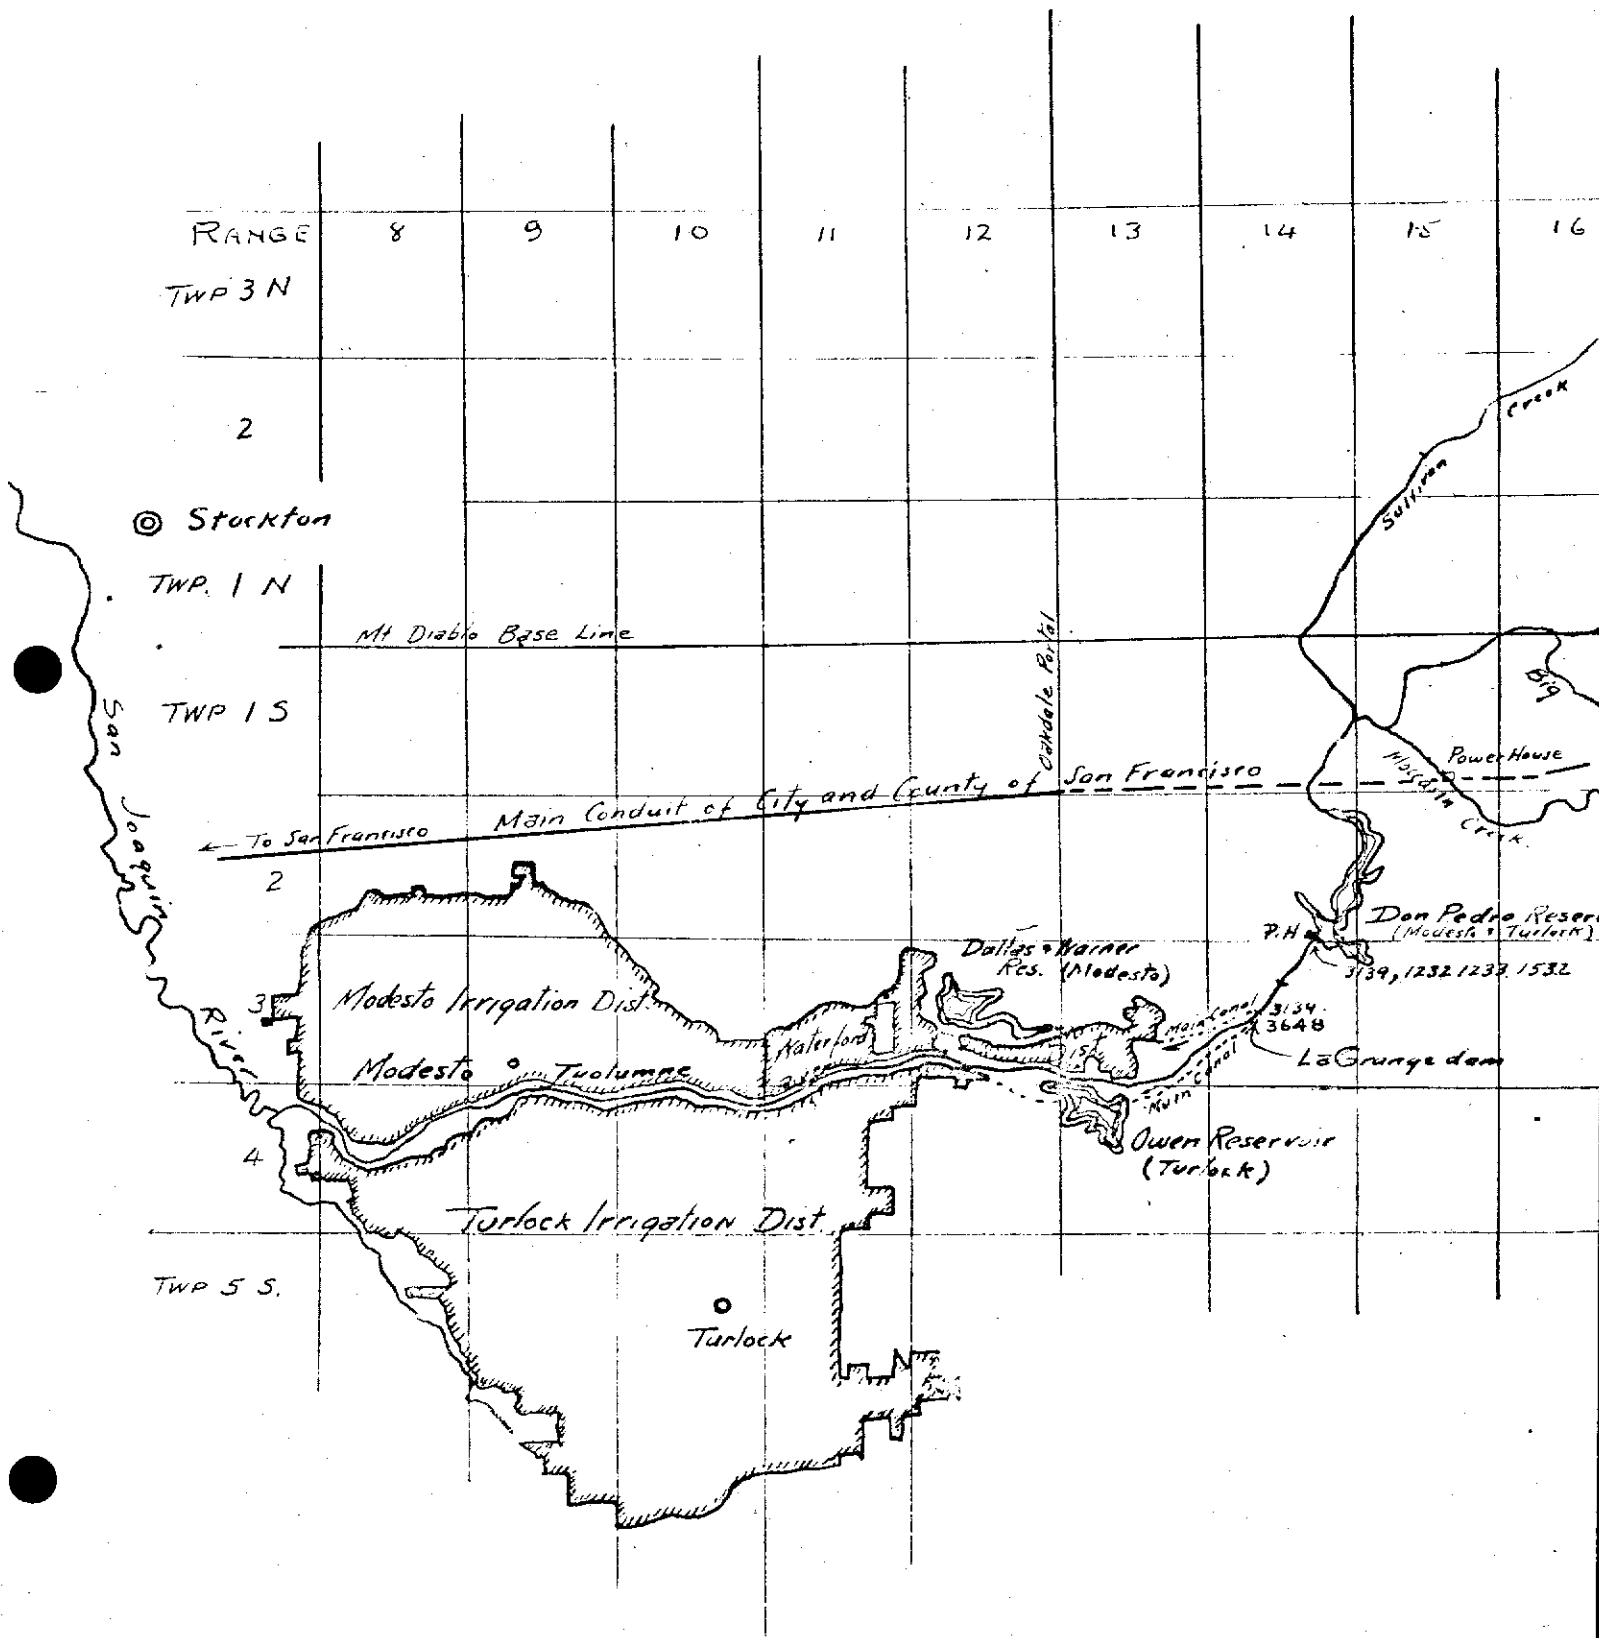 RANGE 8 9 10 11 12 13 14 15 16
TWP 3 N
2
Creek
Sullivan
Stockton
TWP. 1 N
Mt Diablo Base Line
Oakdale Portal
Big
TWP 1 S
San Joaquin River
Power House
Moccasin Creek
Main Conduit of City and County of San Francisco
To San Francisco
2
Don Pedro Reser
(Modesto & Turlock)
P.H
Dallas & Warner
Res. (Modesto)
3139, 1232 1233. 1532
3
Modesto Irrigation Dist.
Waterford
Main Canal
3134
3648
La Grange dam
Modesto
Tuolumne
River
Main Canal
Owen Reservoir
(Turlock)
4
Turlock Irrigation Dist.
TWP 5 S.
Turlock